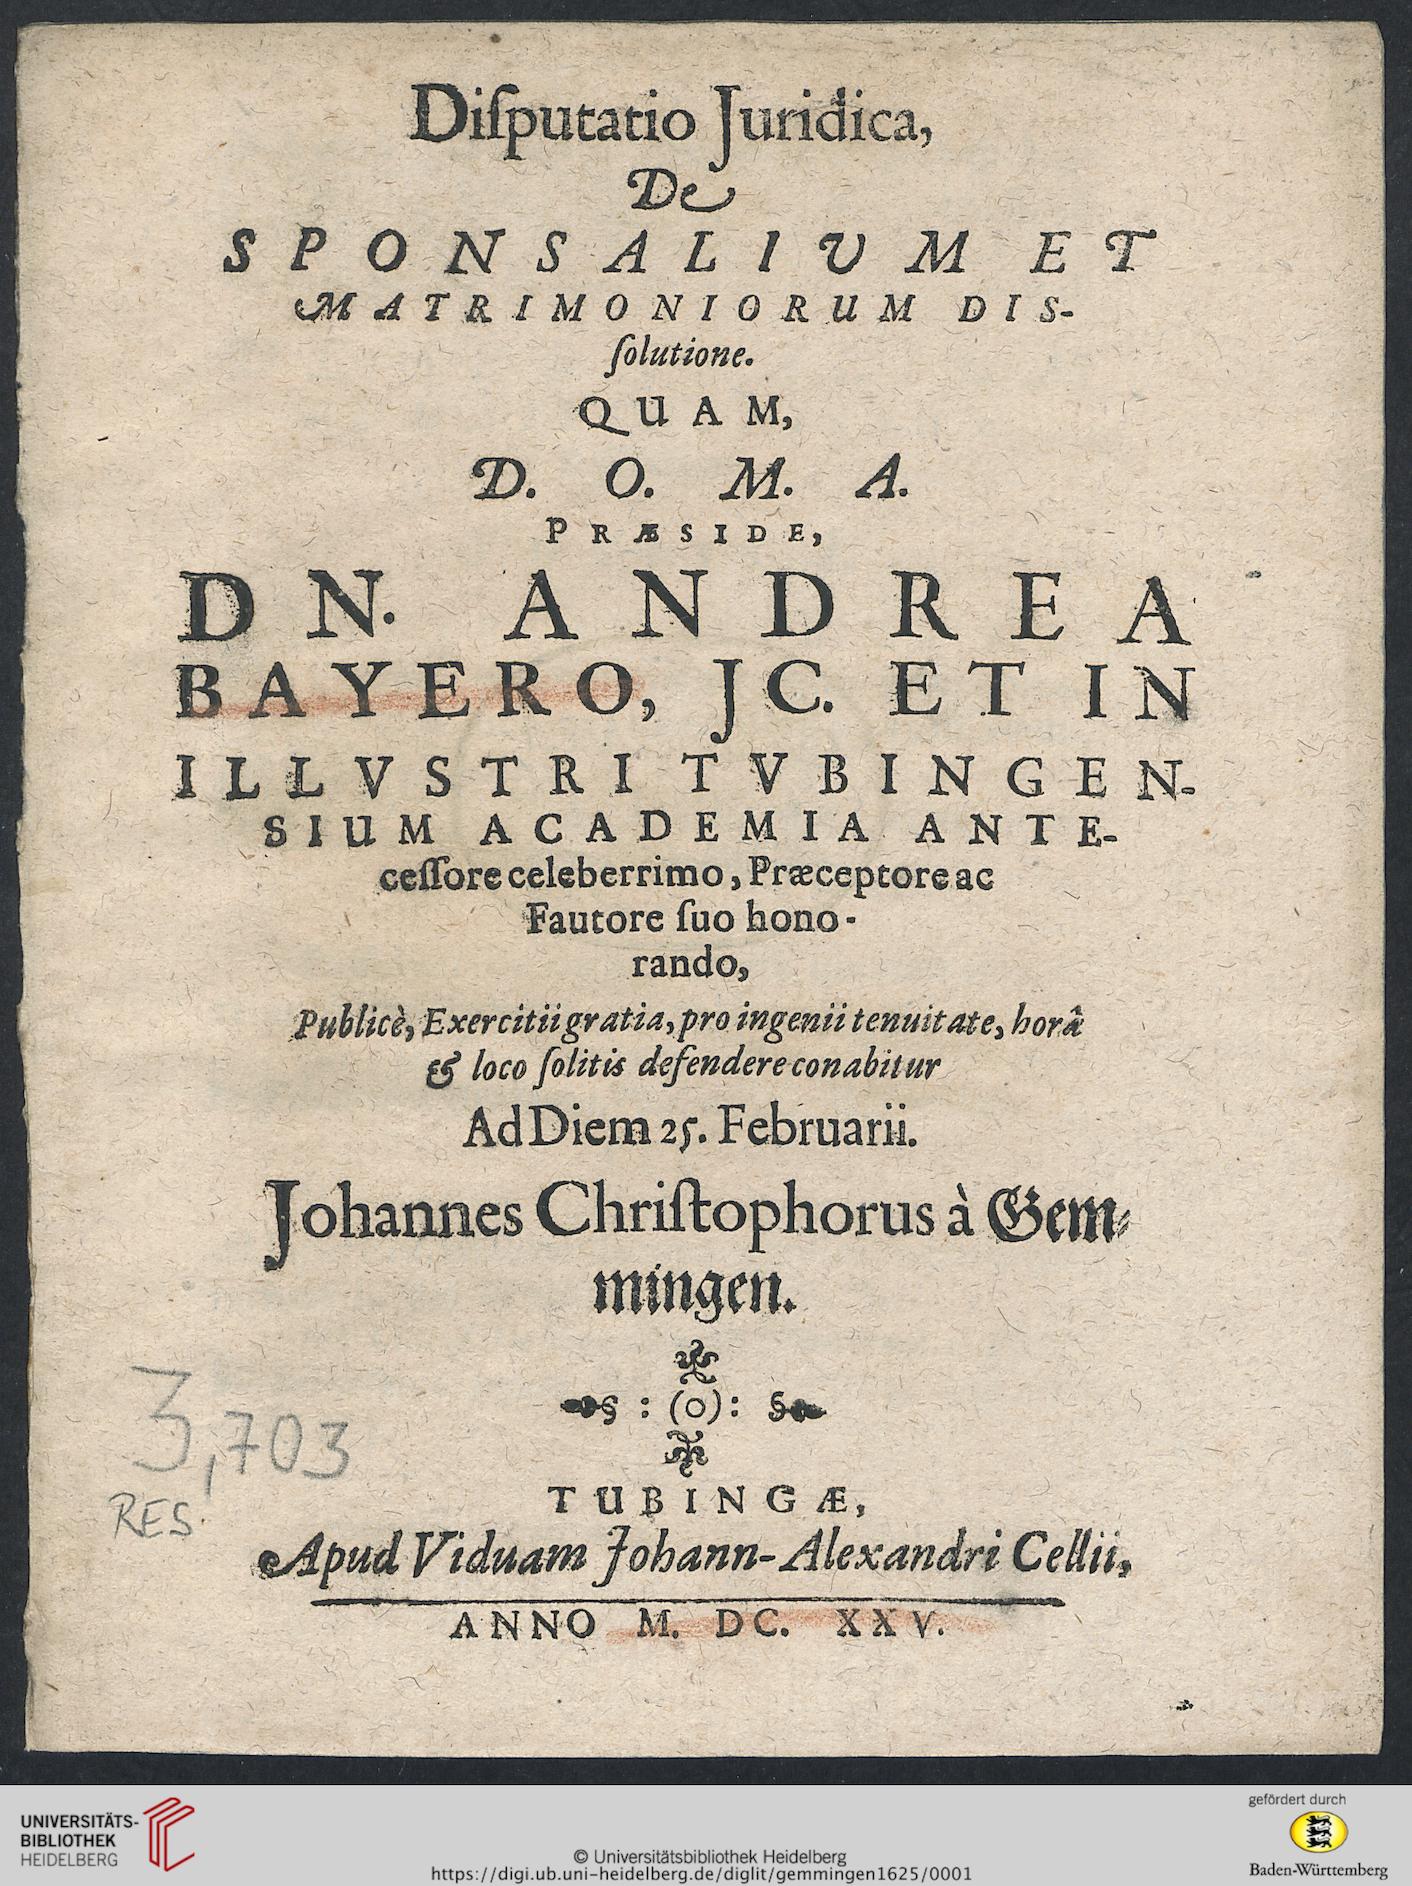 Diſputatio Juridica,
De
SPONSALIUM ET
MATRIMONIORUM DIS-
ſolutione.
QUAM,
D. O. M. A.
PRÆSIDE,
DN. ANDREA
BAYERO, JC. ET IN
ILLVSTRI TVBINGEN-
SIUM ACADEMIA ANTE-
ceſſore celeberrimo, Præceptore ac
Fautore ſuo hono-
rando,
Publicè, Exercitii gratia, pro ingenii tenuitate, horâ
& loco ſolitis defendere conabitur
Ad Diem 25. Februarii.
Johannes Chriſtophorus à Gem-
mingen.
§ : (o) : §
3,703
RES.
TUBINGÆ,
Apud Viduam Johann-Alexandri Cellii,
ANNO M. DC. XXV.
UNIVERSITÄTS-
BIBLIOTHEK
HEIDELBERG
© Universitätsbibliothek Heidelberg
https://digi.ub.uni-heidelberg.de/diglit/gemmingen1625/0001
gefördert durch
Baden-Württemberg